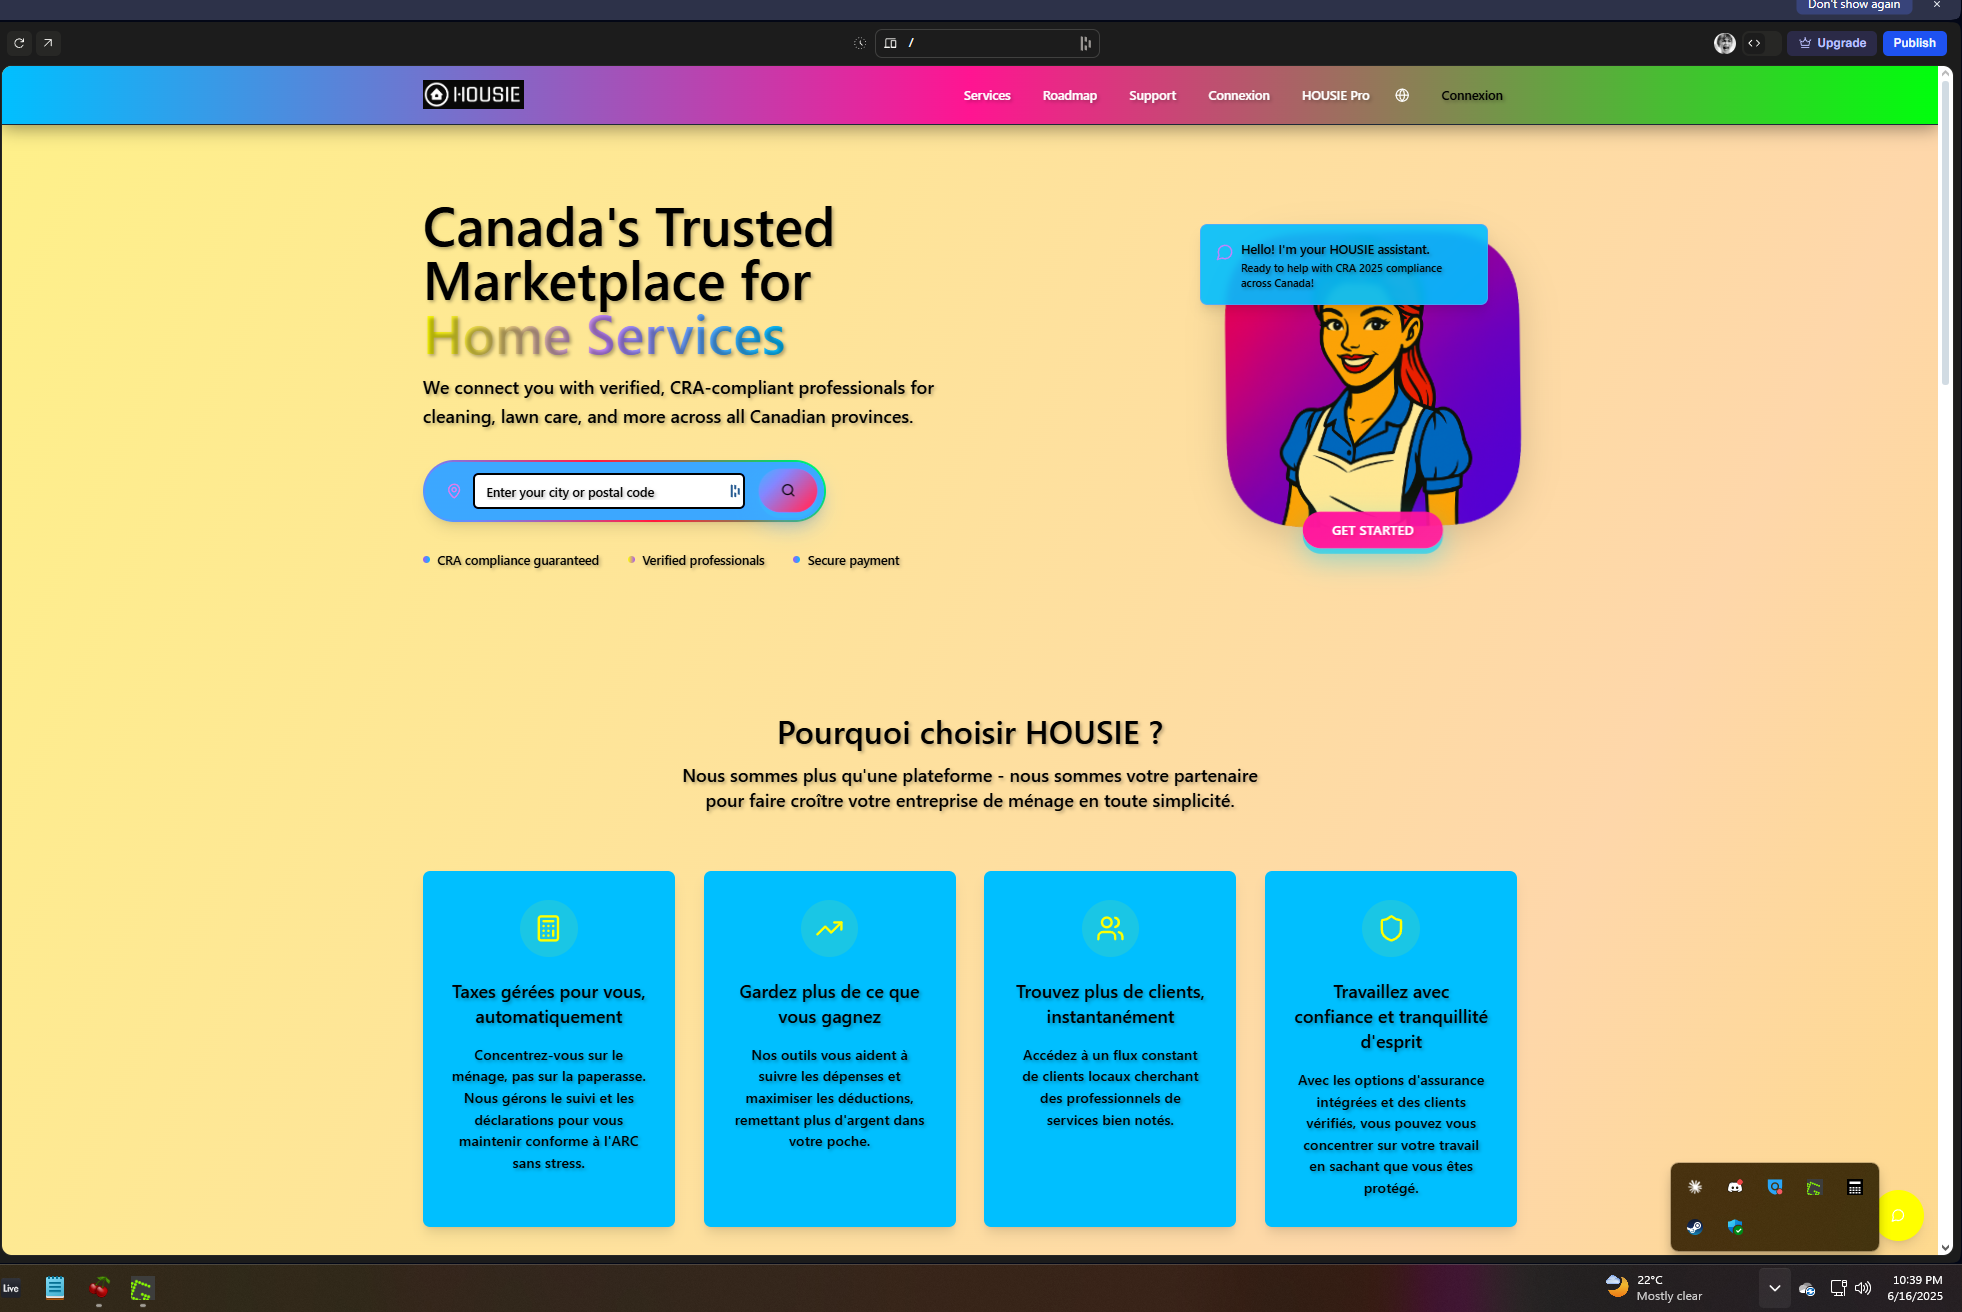 Don't show again
/
Upgrade
Publish
HOUSIE
Services
Roadmap
Support
Connexion
HOUSIE Pro
Connexion
Canada's Trusted
Marketplace for
Home Services
We connect you with verified, CRA-compliant professionals for
cleaning, lawn care, and more across all Canadian provinces.
Enter your city or postal code
CRA compliance guaranteed
Verified professionals
Secure payment
Hello! I'm your HOUSIE assistant.
Ready to help with CRA 2025 compliance
across Canada!
GET STARTED
Pourquoi choisir HOUSIE ?
Nous sommes plus qu'une plateforme - nous sommes votre partenaire
pour faire croître votre entreprise de ménage en toute simplicité.
Taxes gérées pour vous,
automatiquement
Concentrez-vous sur le
ménage, pas sur la paperasse.
Nous gérons le suivi et les
déclarations pour vous
maintenir conforme à l'ARC
sans stress.
Gardez plus de ce que
vous gagnez
Nos outils vous aident à
suivre les dépenses et
maximiser les déductions,
remettant plus d'argent dans
votre poche.
Trouvez plus de clients,
instantanément
Accédez à un flux constant
de clients locaux cherchant
des professionnels de
services bien notés.
Travaillez avec
confiance et tranquillité
d'esprit
Avec les options d'assurance
intégrées et des clients
vérifiés, vous pouvez vous
concentrer sur votre travail
en sachant que vous êtes
protégé.
Live
22°C
Mostly clear
10:39 PM
6/16/2025